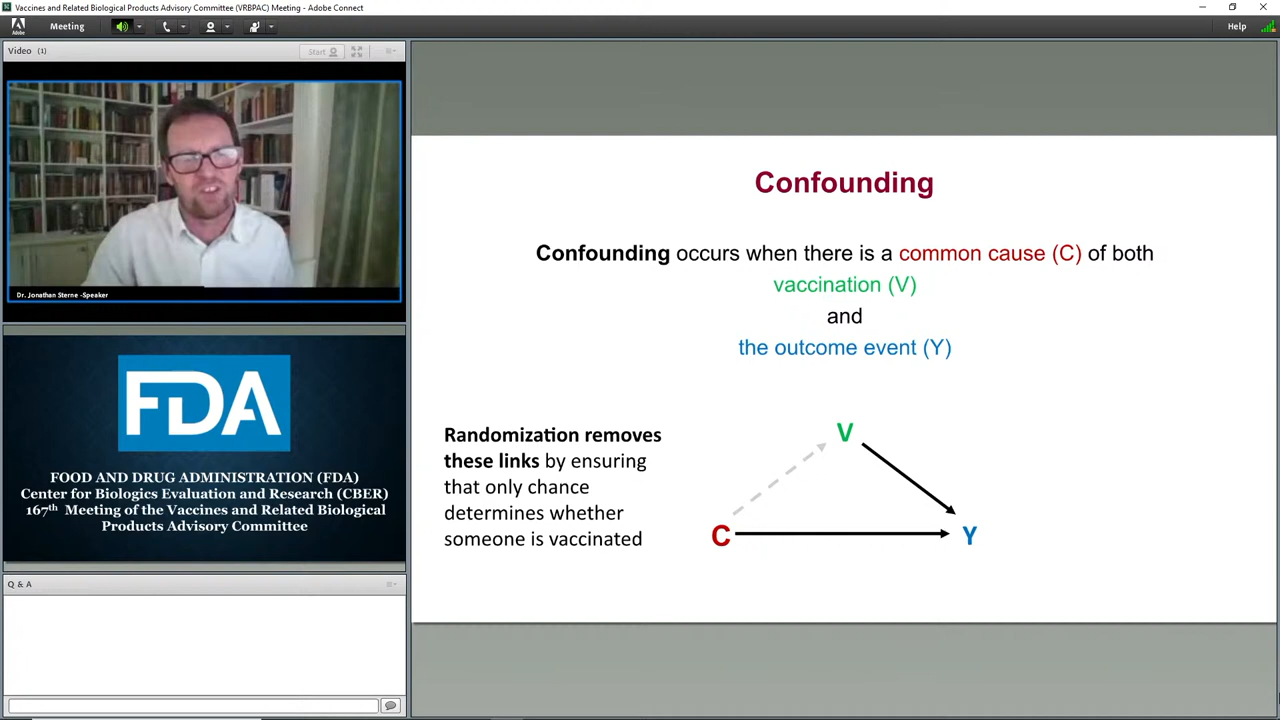 Vaccines and Related Biological Products Advisory Committee (VRBPAC) Meeting - Adobe Connect
Adobe
Meeting
Help
Video (1)
Start
Dr. Jonathan Sterne -Speaker
FDA
FOOD AND DRUG ADMINISTRATION (FDA)
Center for Biologics Evaluation and Research (CBER)
167th Meeting of the Vaccines and Related Biological
Products Advisory Committee
Q & A
Confounding
Confounding occurs when there is a common cause (C) of both
vaccination (V)
and
the outcome event (Y)
Randomization removes
these links by ensuring
that only chance
determines whether
someone is vaccinated
V
C
Y